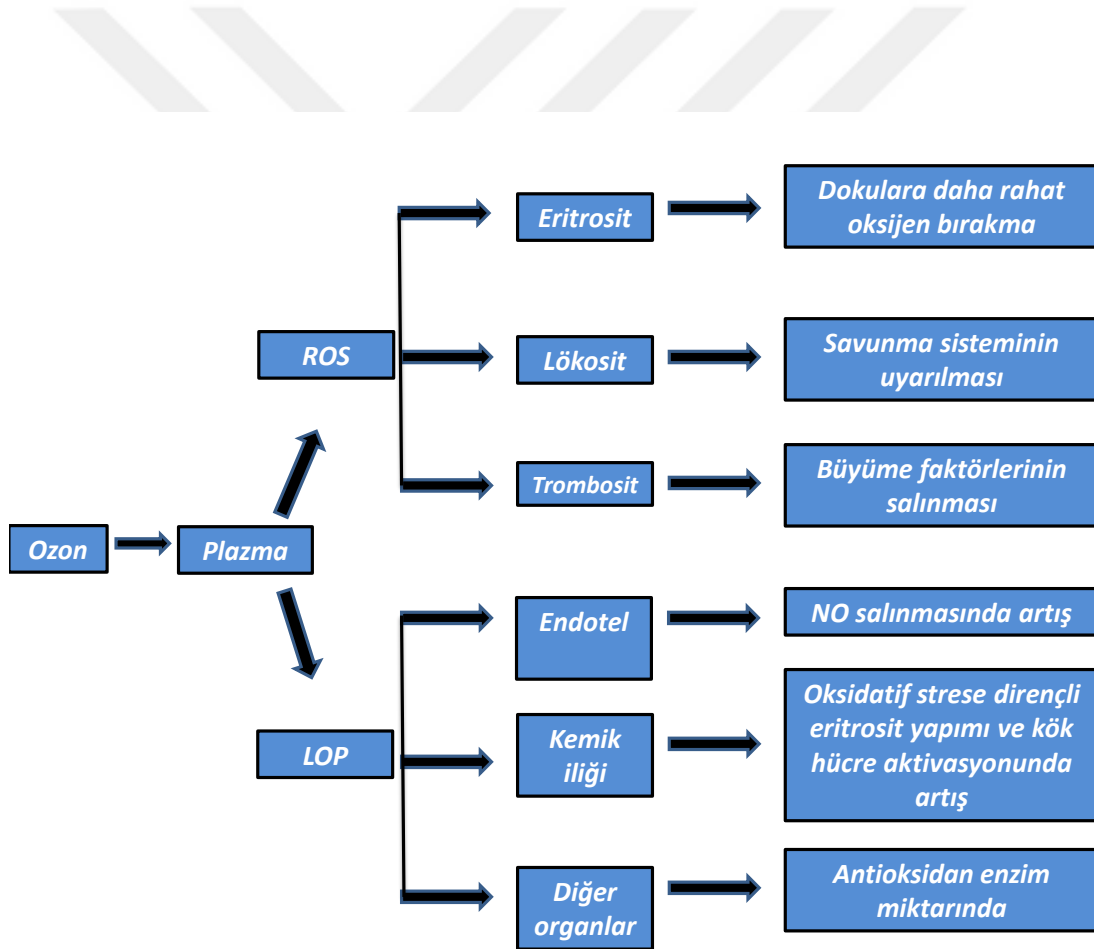 Ozon
Plazma
ROS
Eritrosit
Dokulara daha rahat
oksijen bırakma
Lökosit
Savunma sisteminin
uyarılması
Trombosit
Büyüme faktörlerinin
salınması
LOP
Endotel
NO salınmasında artış
Kemik
iliği
Oksidatif strese dirençli
eritrosit yapımı ve kök
hücre aktivasyonunda
artış
Diğer
organlar
Antioksidan enzim
miktarında